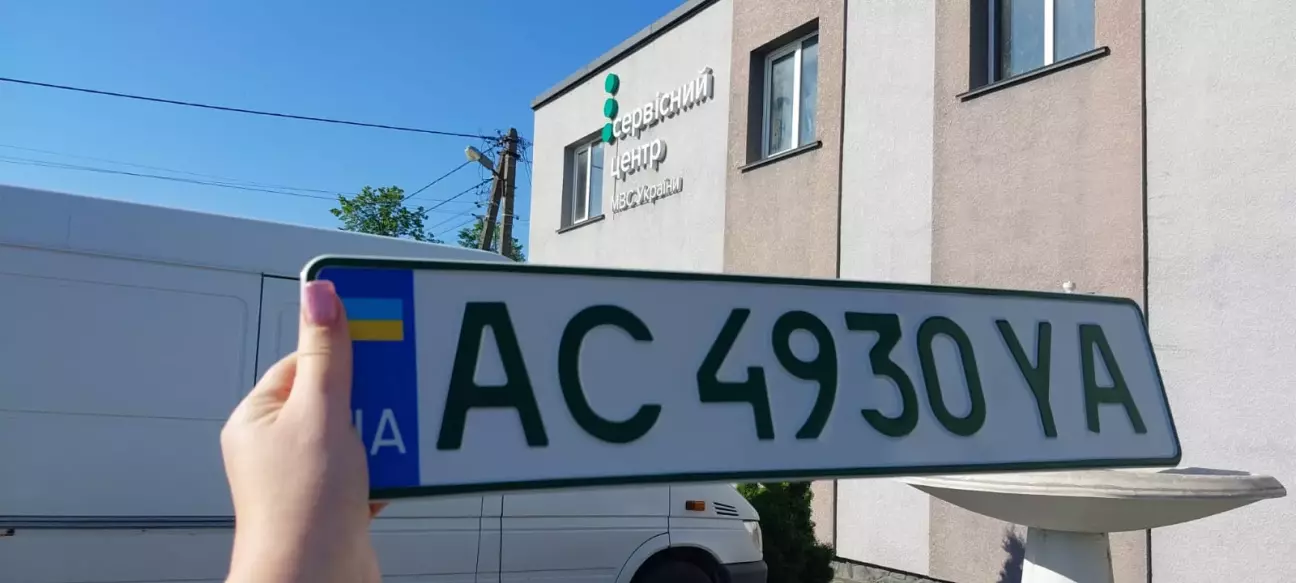 сервісний
центр
МВС України
UA
AC 4930 YA